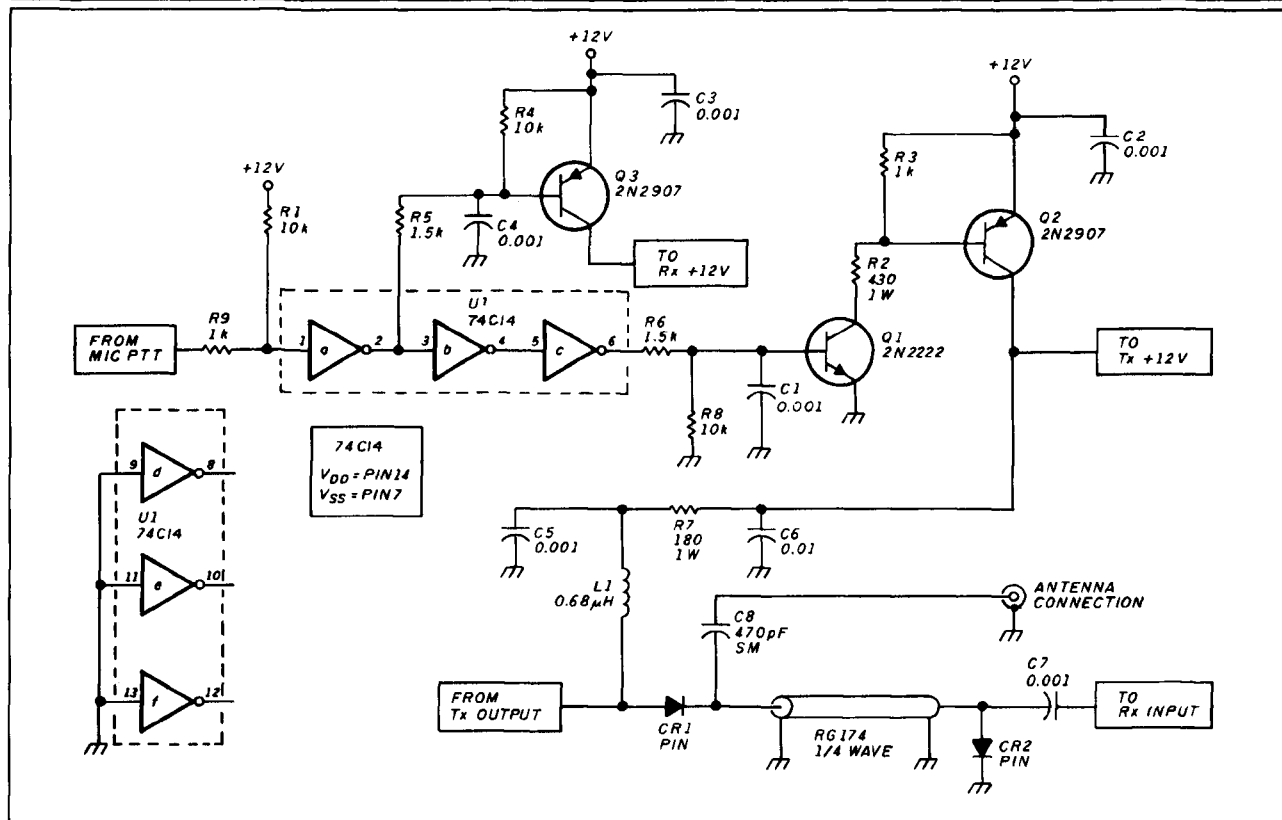 +12V
+12V
R4
10k
C3
0.001
Q3
2N2907
R3
1k
C2
0.001
Q2
2N2907
+12V
R1
10k
R5
1.5k
C4
0.001
TO
Rx +12V
R2
430
1W
FROM
MIC PTT
R9
1k
U1
74C14
1
a
2
3
b
4
5
c
6
R6
1.5k
Q1
2N2222
TO
Tx +12V
C1
0.001
R8
10k
74C14
VDD = PIN14
VSS = PIN7
9
d
8
U1
74C14
11
e
10
13
f
12
C5
0.001
R7
180
1W
C6
0.01
L1
0.68µH
C8
470pF
SM
ANTENNA
CONNECTION
FROM
Tx OUTPUT
CR1
PIN
RG174
1/4 WAVE
C7
0.001
TO
Rx INPUT
CR2
PIN